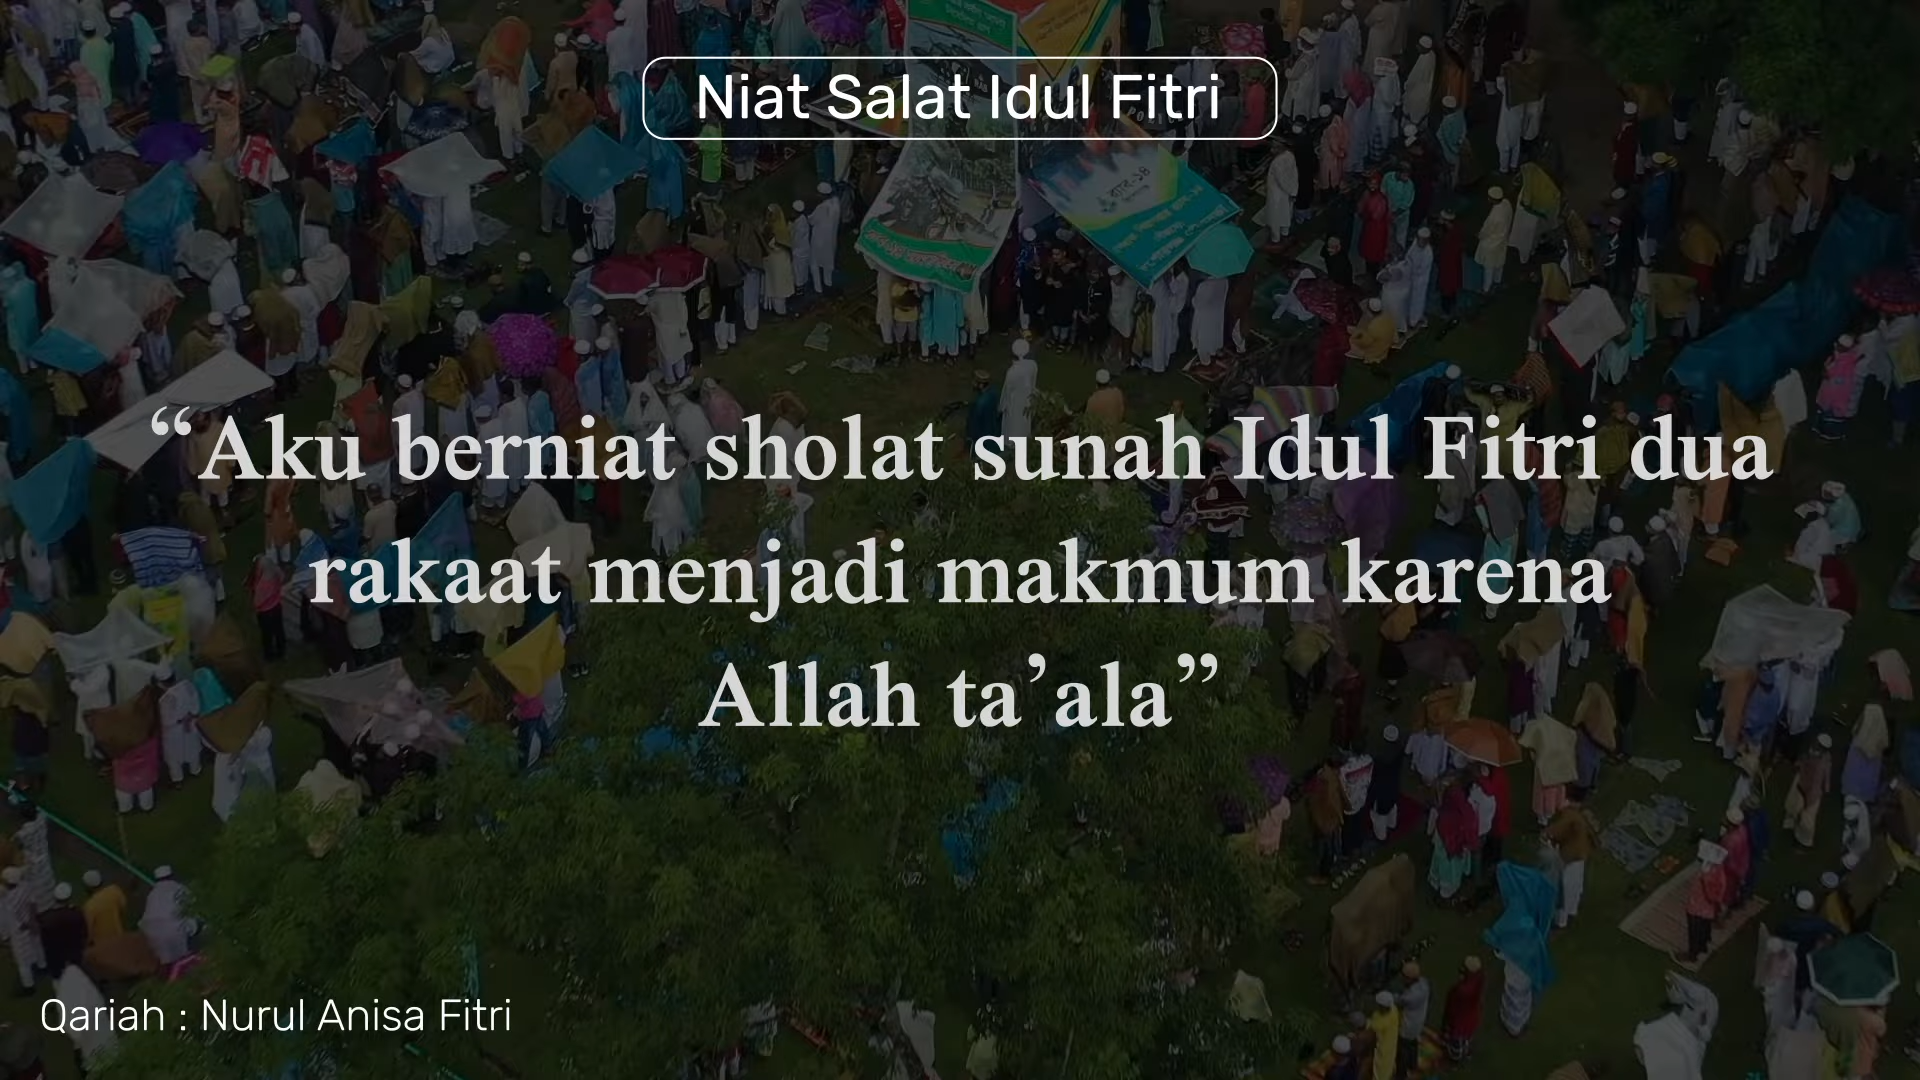 Niat Salat Idul Fitri
“Aku berniat sholat sunah Idul Fitri dua
rakaat menjadi makmum karena
Allah ta’ala”
Qariah : Nurul Anisa Fitri